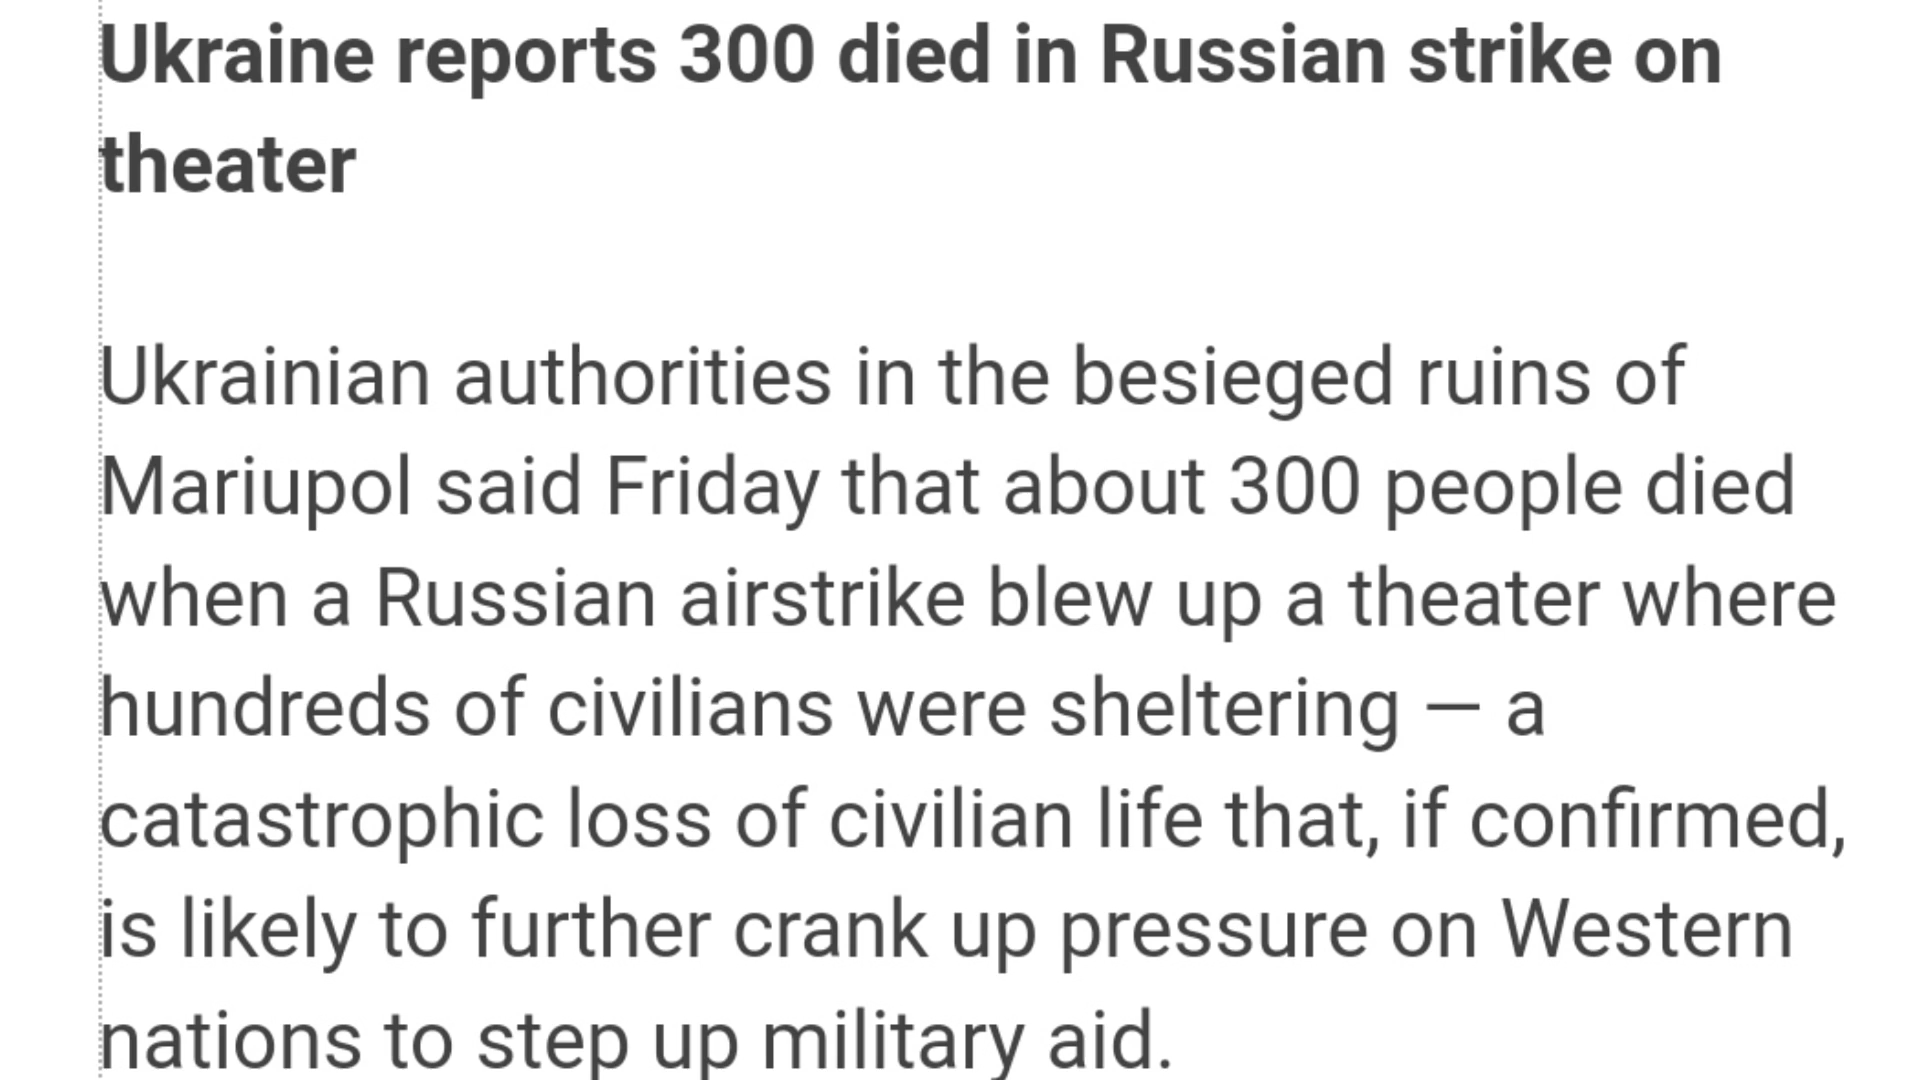 Ukraine reports 300 died in Russian strike on
theater
Ukrainian authorities in the besieged ruins of
Mariupol said Friday that about 300 people died
when a Russian airstrike blew up a theater where
hundreds of civilians were sheltering — a
catastrophic loss of civilian life that, if confirmed,
is likely to further crank up pressure on Western
nations to step up military aid.